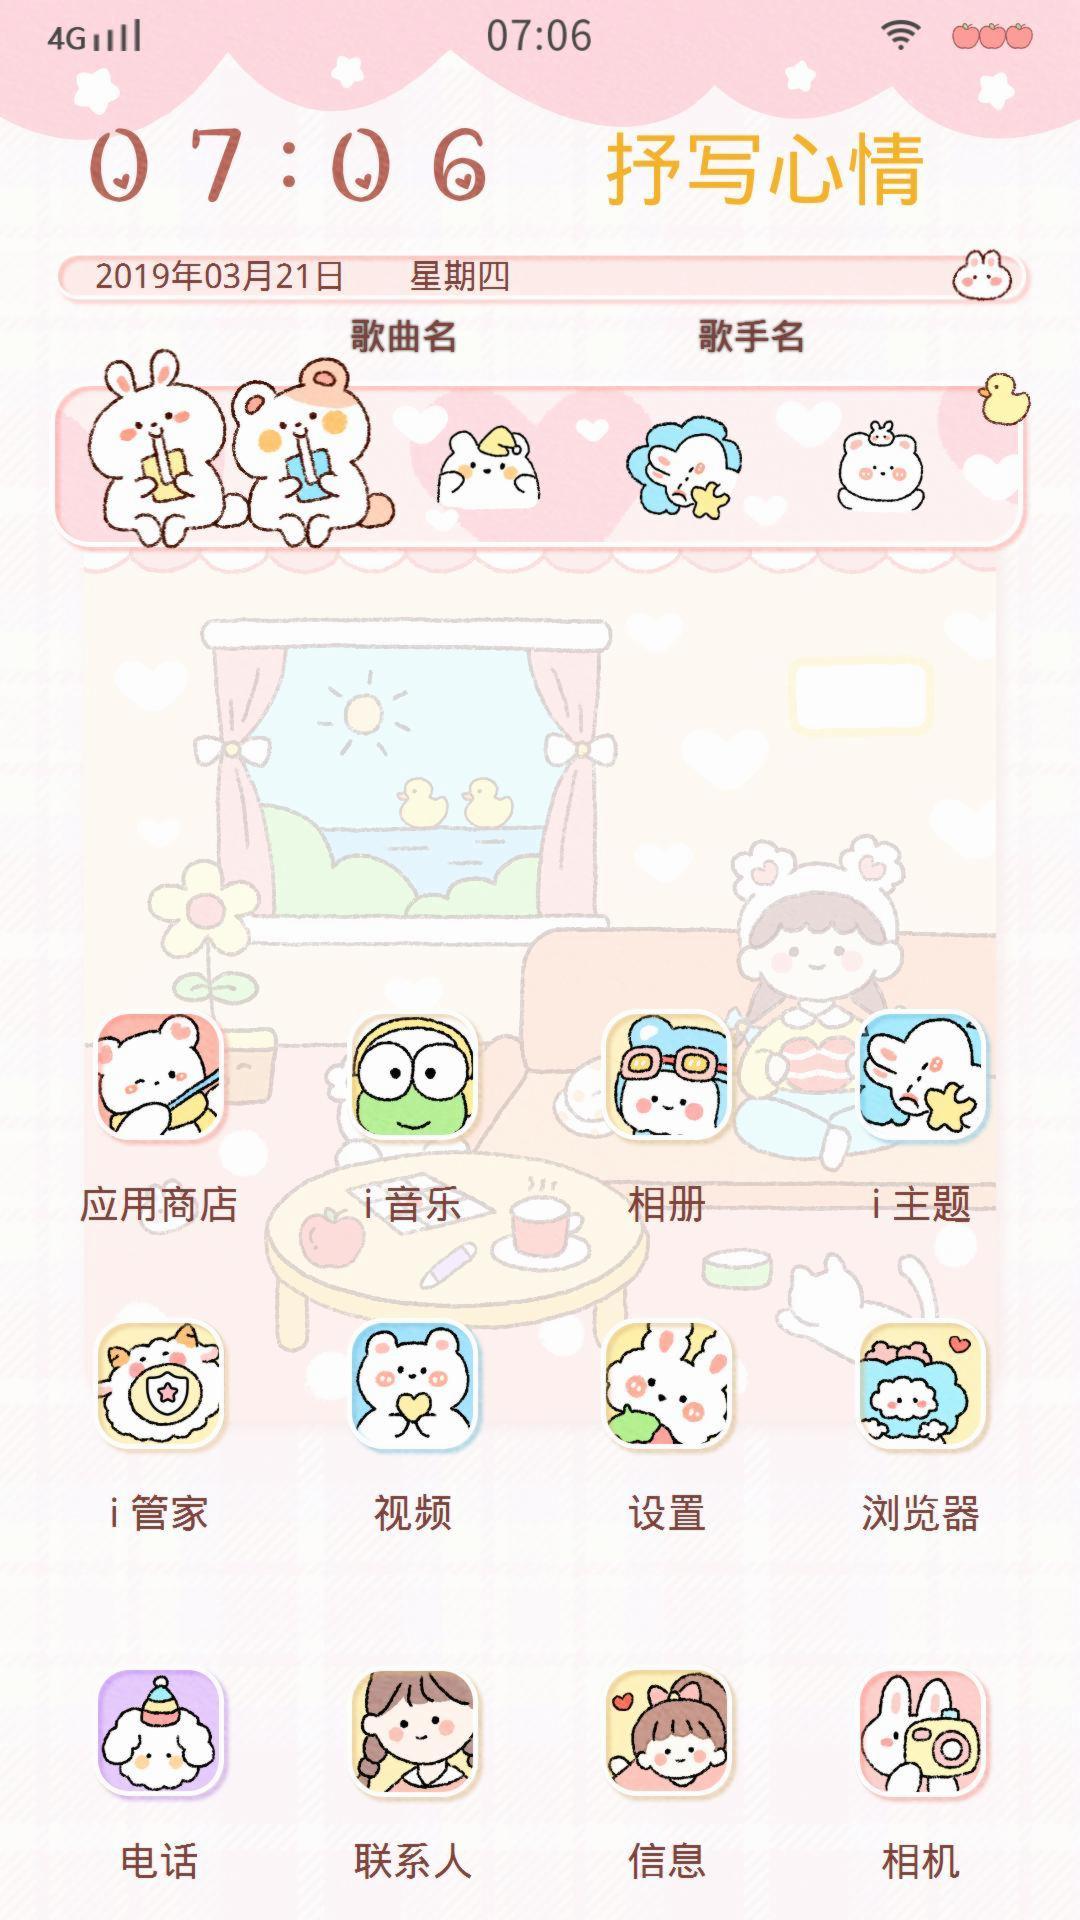 4G 07:06
07:06 抒写心情
2019年03月21日 星期四
歌曲名 歌手名
应用商店 i 音乐 相册 i 主题
i 管家 视频 设置 浏览器
电话 联系人 信息 相机